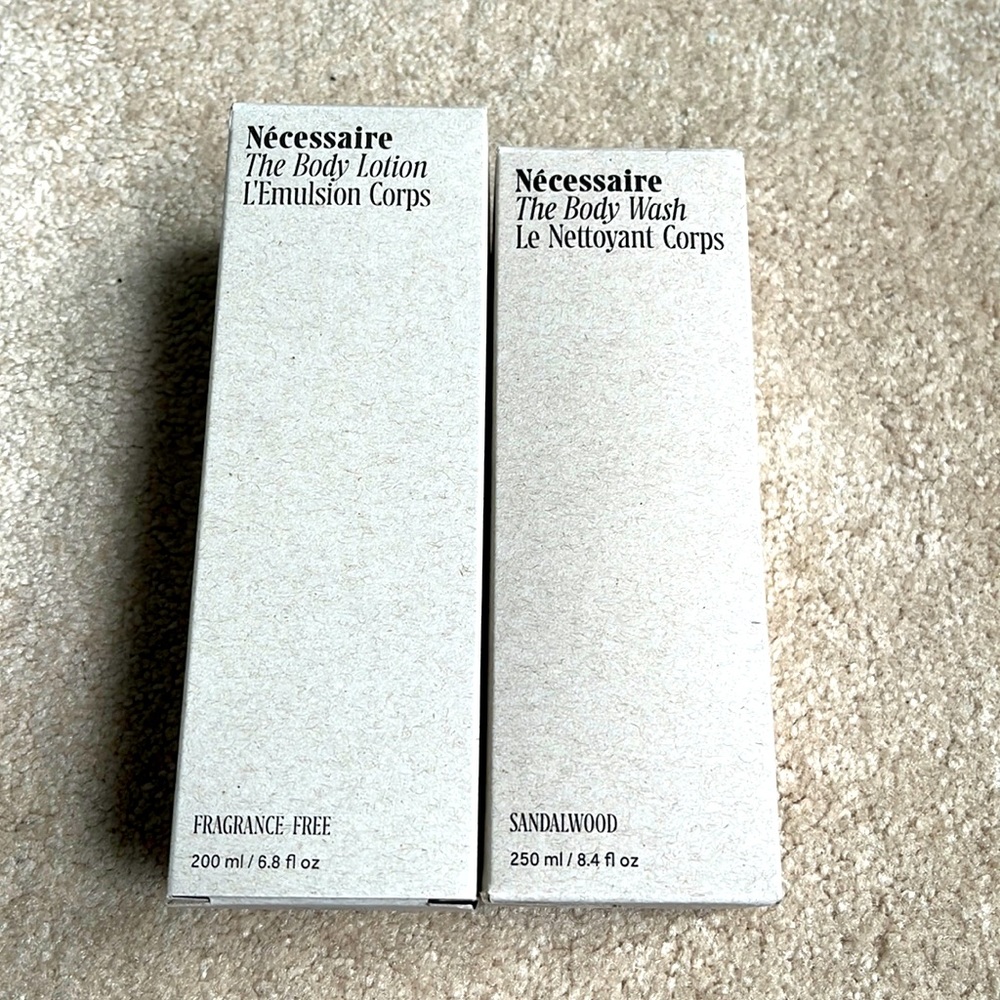 Nécessaire
The Body Lotion
L'Emulsion Corps
FRAGRANCE-FREE
200 ml / 6.8 fl oz
Nécessaire
The Body Wash
Le Nettoyant Corps
SANDALWOOD
250 ml / 8.4 fl oz